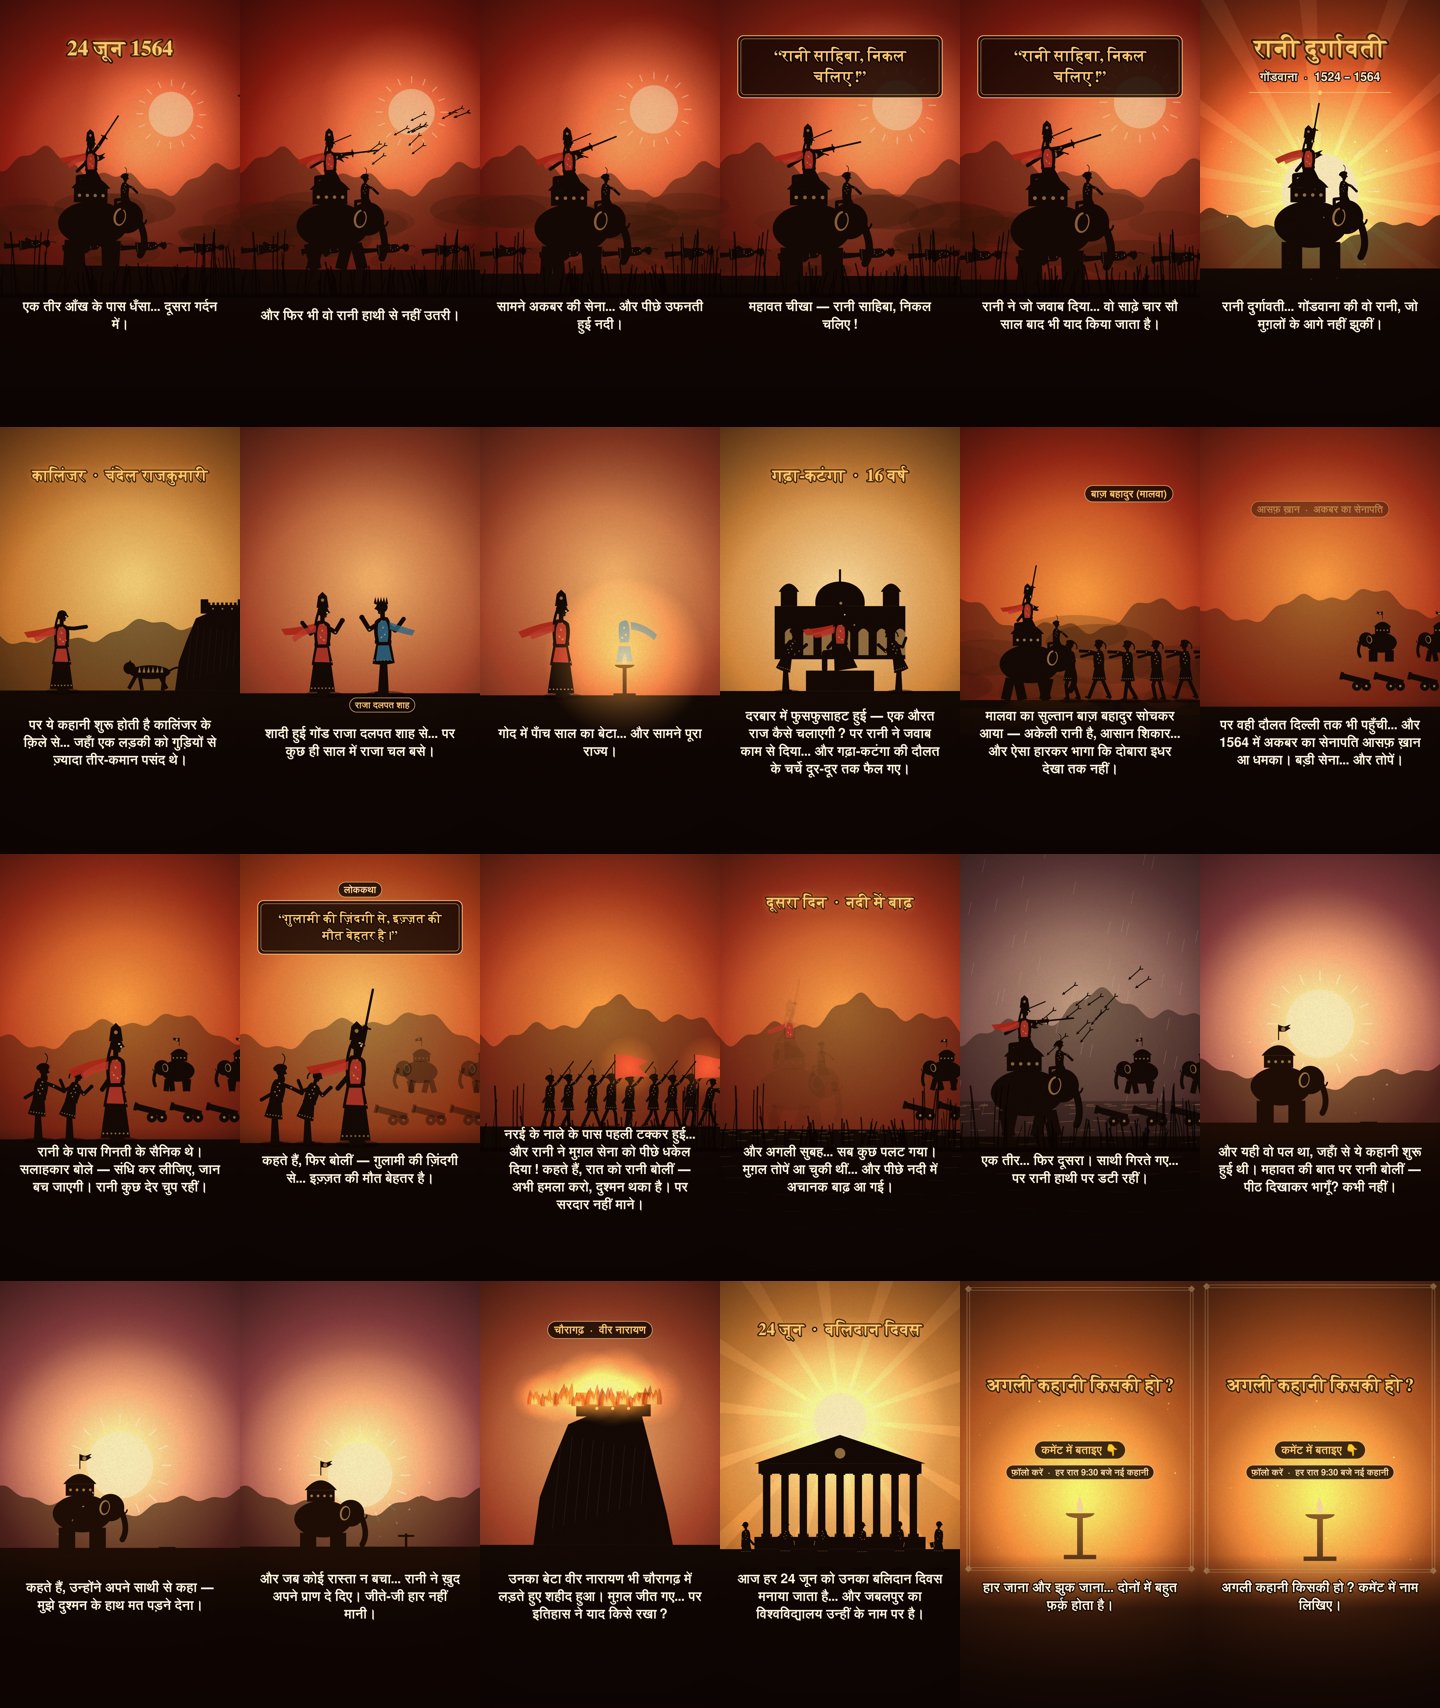 24 जून 1564
एक तीर आँख के पास धँसा... दूसरा गर्दन
में।
और फिर भी वो रानी हाथी से नहीं उतरी।
सामने अकबर की सेना... और पीछे उफनती
हुई नदी।
“रानी साहिबा, निकल
चलिए!”
महावत चीखा — रानी साहिबा, निकल
चलिए !
“रानी साहिबा, निकल
चलिए!”
रानी ने जो जवाब दिया... वो साढ़े चार सौ
साल बाद भी याद किया जाता है।
रानी दुर्गावती
गोंडवाना · 1524 – 1564
रानी दुर्गावती... गोंडवाना की वो रानी, जो
मुग़लों के आगे नहीं झुकीं।
कालिंजर · चंदेल राजकुमारी
पर ये कहानी शुरू होती है कालिंजर के
क़िले से... जहाँ एक लड़की को गुड़ियों से
ज़्यादा तीर-कमान पसंद थे।
राजा दलपत शाह
शादी हुई गोंड राजा दलपत शाह से... पर
कुछ ही साल में राजा चल बसे।
गोद में पाँच साल का बेटा... और सामने पूरा
राज्य।
गढ़ा-कटंगा · 16 वर्ष
दरबार में फुसफुसाहट हुई — एक औरत
राज कैसे चलाएगी ? पर रानी ने जवाब
काम से दिया... और गढ़ा-कटंगा की दौलत
के चर्चे दूर-दूर तक फैल गए।
बाज़ बहादुर (मालवा)
मालवा का सुल्तान बाज़ बहादुर सोचकर
आया — अकेली रानी है, आसान शिकार...
और ऐसा हारकर भागा कि दोबारा इधर
देखा तक नहीं।
आसफ़ ख़ान · अकबर का सेनापति
पर वही दौलत दिल्ली तक भी पहुँची... और
1564 में अकबर का सेनापति आसफ़ ख़ान
आ धमका। बड़ी सेना... और तोपें।
रानी के पास गिनती के सैनिक थे।
सलाहकार बोले — संधि कर लीजिए, जान
बच जाएगी। रानी कुछ देर चुप रहीं।
लोककथा
“ग़ुलामी की ज़िंदगी से, इज़्ज़त की
मौत बेहतर है।”
कहते हैं, फिर बोलीं — ग़ुलामी की ज़िंदगी
से... इज़्ज़त की मौत बेहतर है।
नरई के नाले के पास पहली टक्कर हुई...
और रानी ने मुग़ल सेना को पीछे धकेल
दिया ! कहते हैं, रात को रानी बोलीं —
अभी हमला करो, दुश्मन थका है। पर
सरदार नहीं माने।
दूसरा दिन · नदी में बाढ़
और अगली सुबह... सब कुछ पलट गया।
मुग़ल तोपें आ चुकी थीं... और पीछे नदी में
अचानक बाढ़ आ गई।
एक तीर... फिर दूसरा। साथी गिरते गए...
पर रानी हाथी पर डटी रहीं।
और यही वो पल था, जहाँ से ये कहानी शुरू
हुई थी। महावत की बात पर रानी बोलीं —
पीठ दिखाकर भागूँ? कभी नहीं।
कहते हैं, उन्होंने अपने साथी से कहा —
मुझे दुश्मन के हाथ मत पड़ने देना।
और जब कोई रास्ता न बचा... रानी ने ख़ुद
अपने प्राण दे दिए। जीते-जी हार नहीं
मानी।
चौरागढ़ · वीर नारायण
उनका बेटा वीर नारायण भी चौरागढ़ में
लड़ते हुए शहीद हुआ। मुग़ल जीत गए... पर
इतिहास ने याद किसे रखा ?
24 जून · बलिदान दिवस
आज हर 24 जून को उनका बलिदान दिवस
मनाया जाता है... और जबलपुर का
विश्वविद्यालय उन्हीं के नाम पर है।
अगली कहानी किसकी हो?
कमेंट में बताइए 👇
फ़ॉलो करें · हर रात 9:30 बजे नई कहानी
हार जाना और झुक जाना... दोनों में बहुत
फ़र्क़ होता है।
अगली कहानी किसकी हो?
कमेंट में बताइए 👇
फ़ॉलो करें · हर रात 9:30 बजे नई कहानी
अगली कहानी किसकी हो ? कमेंट में नाम
लिखिए।